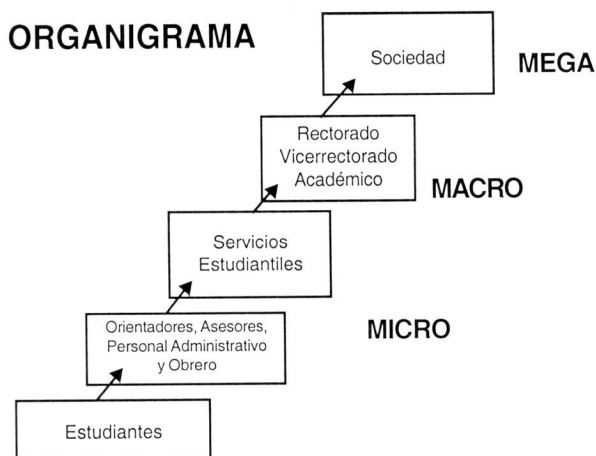 ORGANIGRAMA
Sociedad
MEGA
Rectorado
Vicerrectorado
Académico
MACRO
Servicios
Estudiantiles
Orientadores, Asesores,
Personal Administrativo
y Obrero
MICRO
Estudiantes